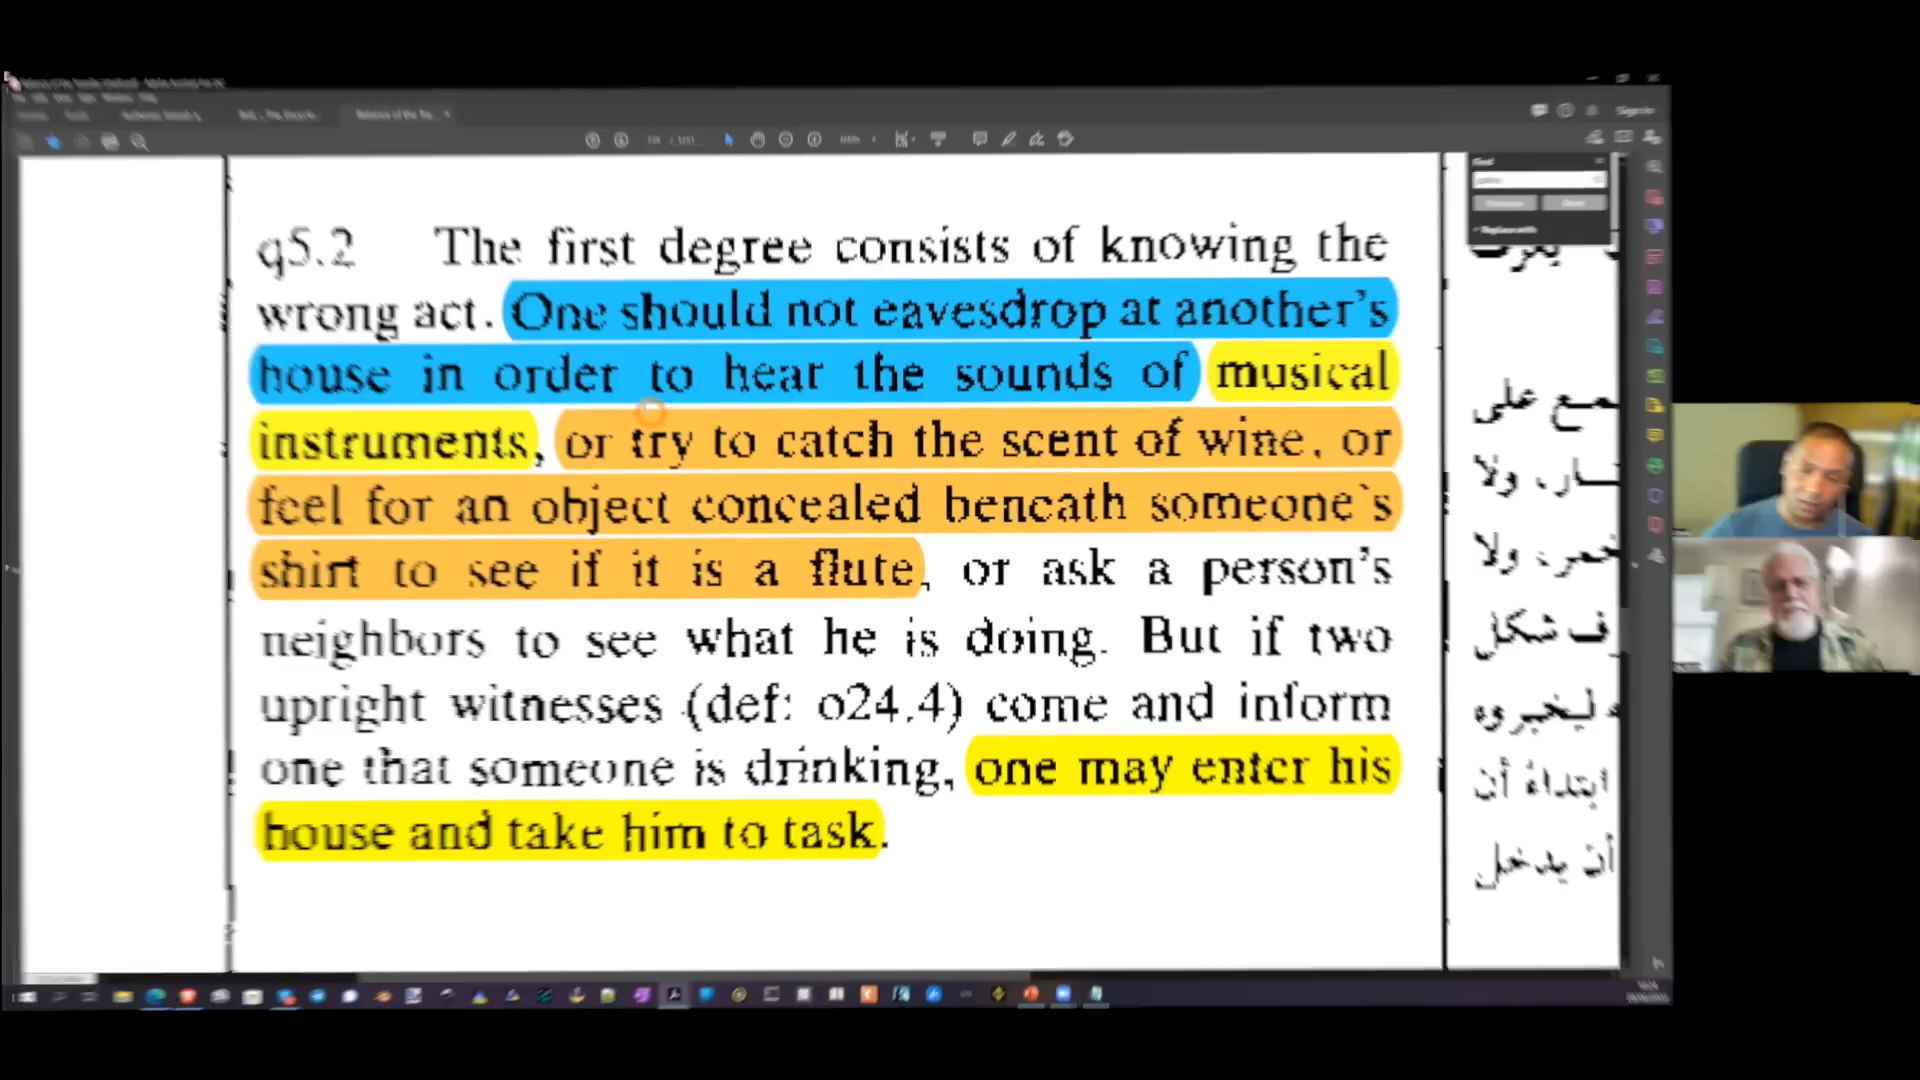 Sign In
q5.2 The first degree consists of knowing the
wrong act. One should not eavesdrop at another's
house in order to hear the sounds of musical
instruments, or try to catch the scent of wine, or
feel for an object concealed beneath someone's
shirt to see if it is a flute, or ask a person's
neighbors to see what he is doing. But if two
upright witnesses (def: o24.4) come and inform
one that someone is drinking, one may enter his
house and take him to task.
ولا
ولا
شكل
ليخبروه
ابتداء أن
أن يدخل